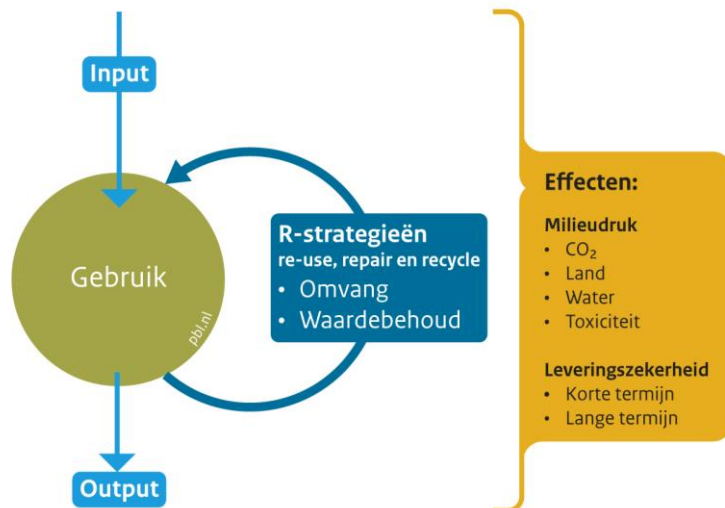 Input
Gebruik
pbl.nl
Output
R-strategieën
re-use, repair en recycle
• Omvang
• Waardebehoud
Effecten:
Milieudruk
• CO₂
• Land
• Water
• Toxiciteit
Leveringszekerheid
• Korte termijn
• Lange termijn